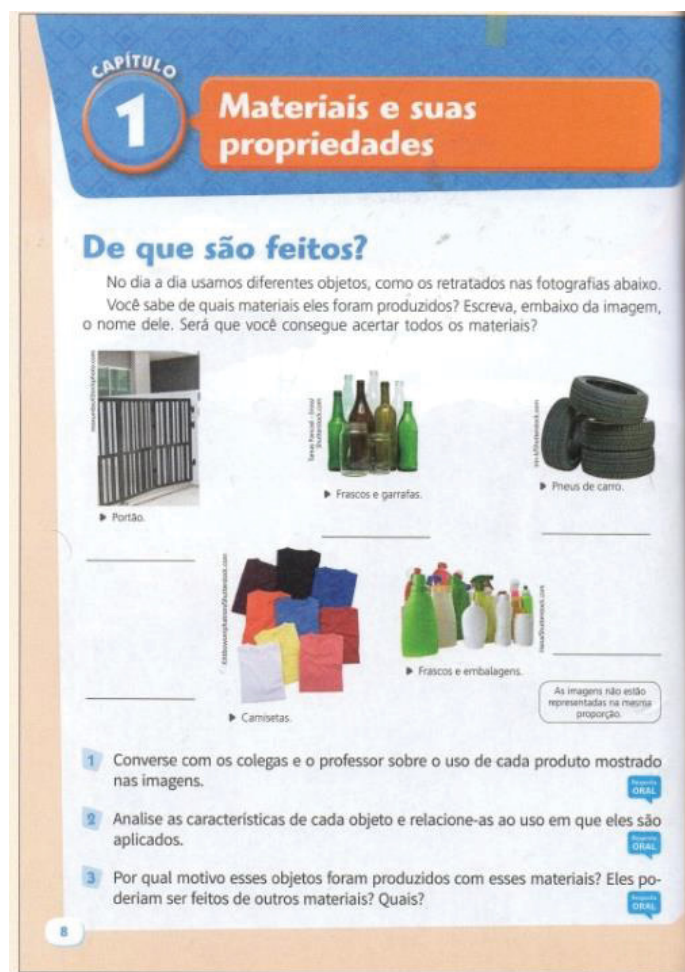 CAPÍTULO
1
Materiais e suas
propriedades
De que são feitos?
No dia a dia usamos diferentes objetos, como os retratados nas fotografias abaixo.
Você sabe de quais materiais eles foram produzidos? Escreva, embaixo da imagem,
o nome dele. Será que você consegue acertar todos os materiais?
Shutterstock.com
▶ Portão.
▶ Frascos e garrafas.
▶ Pneus de carro.
▶ Camisetas.
▶ Frascos e embalagens.
As imagens não estão
representadas na mesma
proporção.
1 Converse com os colegas e o professor sobre o uso de cada produto mostrado
nas imagens.
Resposta
ORAL
2 Analise as características de cada objeto e relacione-as ao uso em que eles são
aplicados.
Resposta
ORAL
3 Por qual motivo esses objetos foram produzidos com esses materiais? Eles po-
deriam ser feitos de outros materiais? Quais?
Resposta
ORAL
8